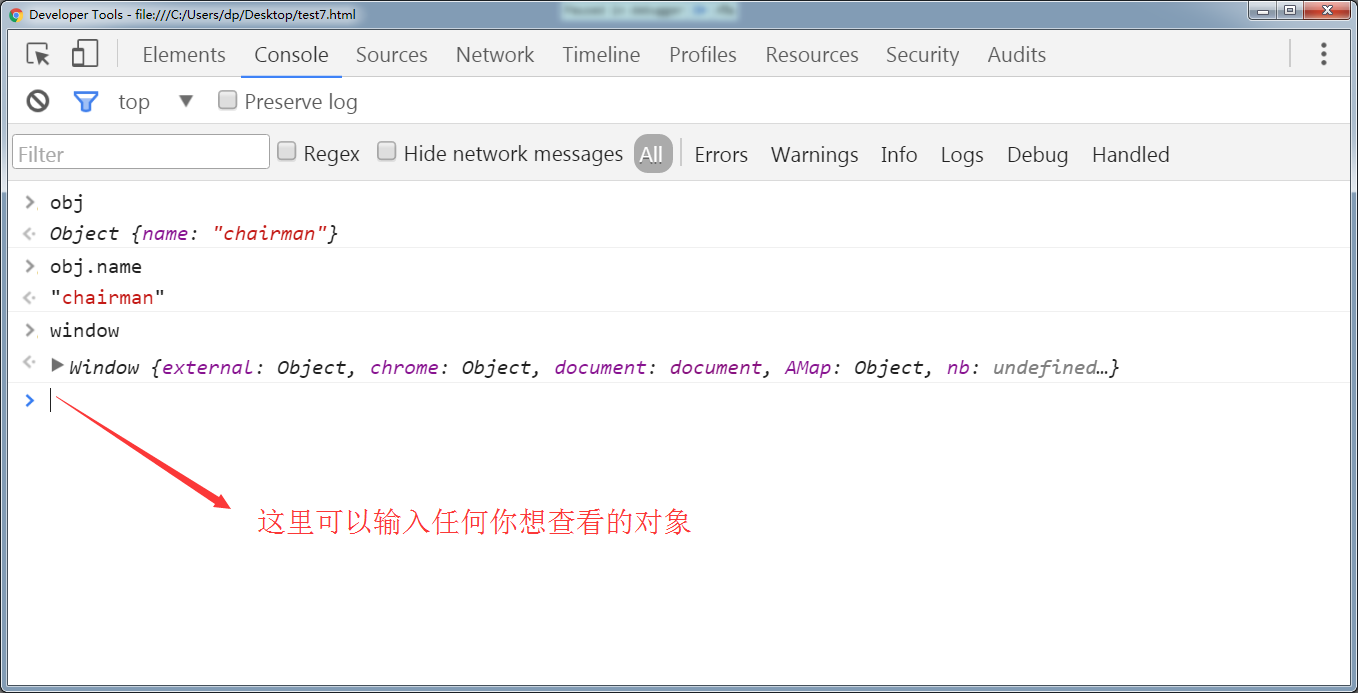 Developer Tools - file:///C:/Users/dp/Desktop/test7.html
Elements Console Sources Network Timeline Profiles Resources Security Audits
top Preserve log
Filter Regex Hide network messages All Errors Warnings Info Logs Debug Handled
obj
Object {name: "chairman"}
obj.name
"chairman"
window
Window {external: Object, chrome: Object, document: document, AMap: Object, nb: undefined…}
这里可以输入任何你想查看的对象